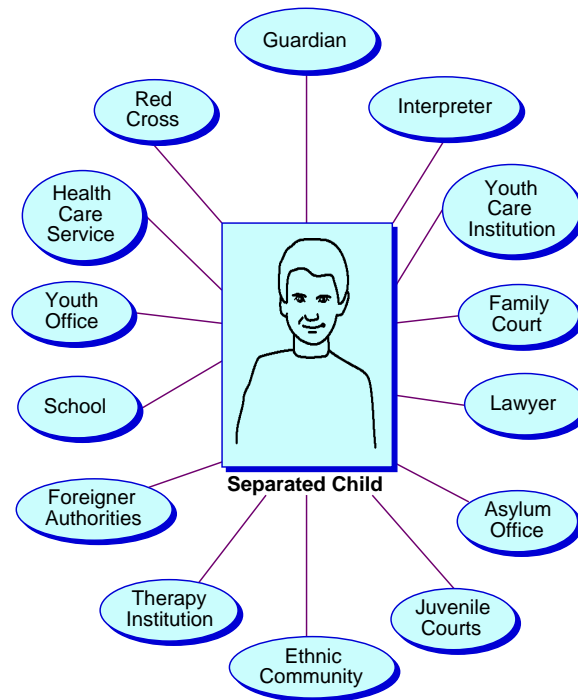 Guardian
Red
Cross
Interpreter
Health
Care
Service
Youth
Care
Institution
Youth
Office
Family
Court
School
Lawyer
Separated Child
Foreigner
Authorities
Asylum
Office
Therapy
Institution
Juvenile
Courts
Ethnic
Community